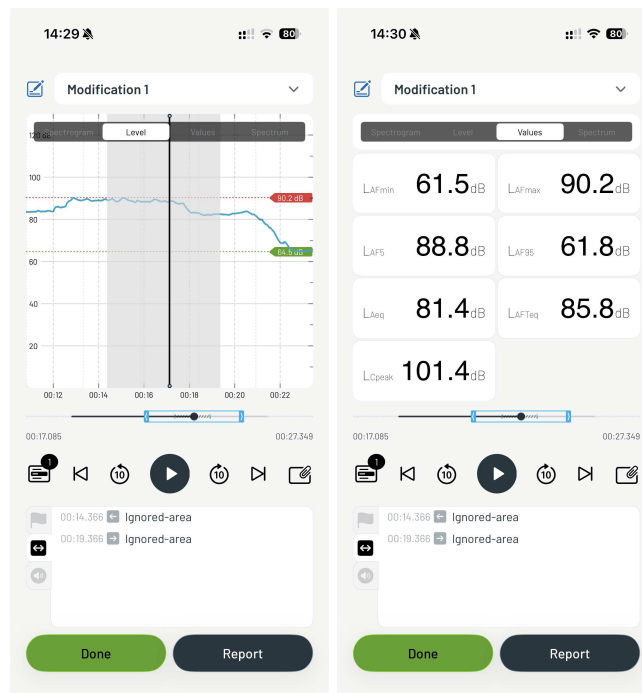 14:29
80
Modification 1
Spectrogram Level Values Spectrum
120 dB
100
90.2 dB
80
64.5 dB
60
40
20
00:12 00:14 00:16 00:18 00:20 00:22
00:17.085 00:27.349
1
10 10
00:14.366 Ignored-area
00:19.366 Ignored-area
Done Report
14:30
80
Modification 1
Spectrogram Level Values Spectrum
LAFmin 61.5dB LAFmax 90.2dB
LAF5 88.8dB LAF95 61.8dB
LAeq 81.4dB LAFTeq 85.8dB
LCpeak 101.4dB
00:17.085 00:27.349
1
10 10
00:14.366 Ignored-area
00:19.366 Ignored-area
Done Report